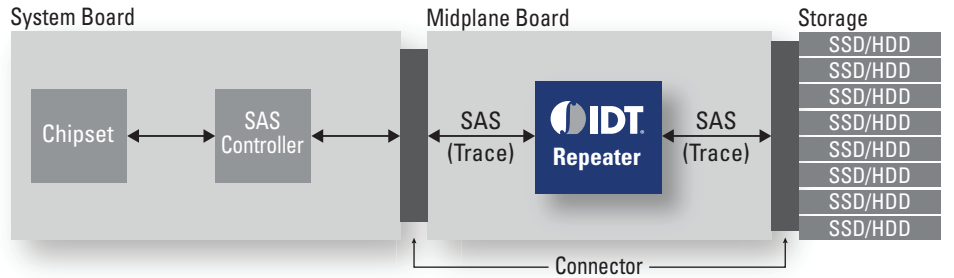 System Board
Midplane Board
Storage
Chipset
SAS
Controller
SAS
(Trace)
IDT.
Repeater
SAS
(Trace)
SSD/HDD
SSD/HDD
SSD/HDD
SSD/HDD
SSD/HDD
SSD/HDD
SSD/HDD
SSD/HDD
Connector